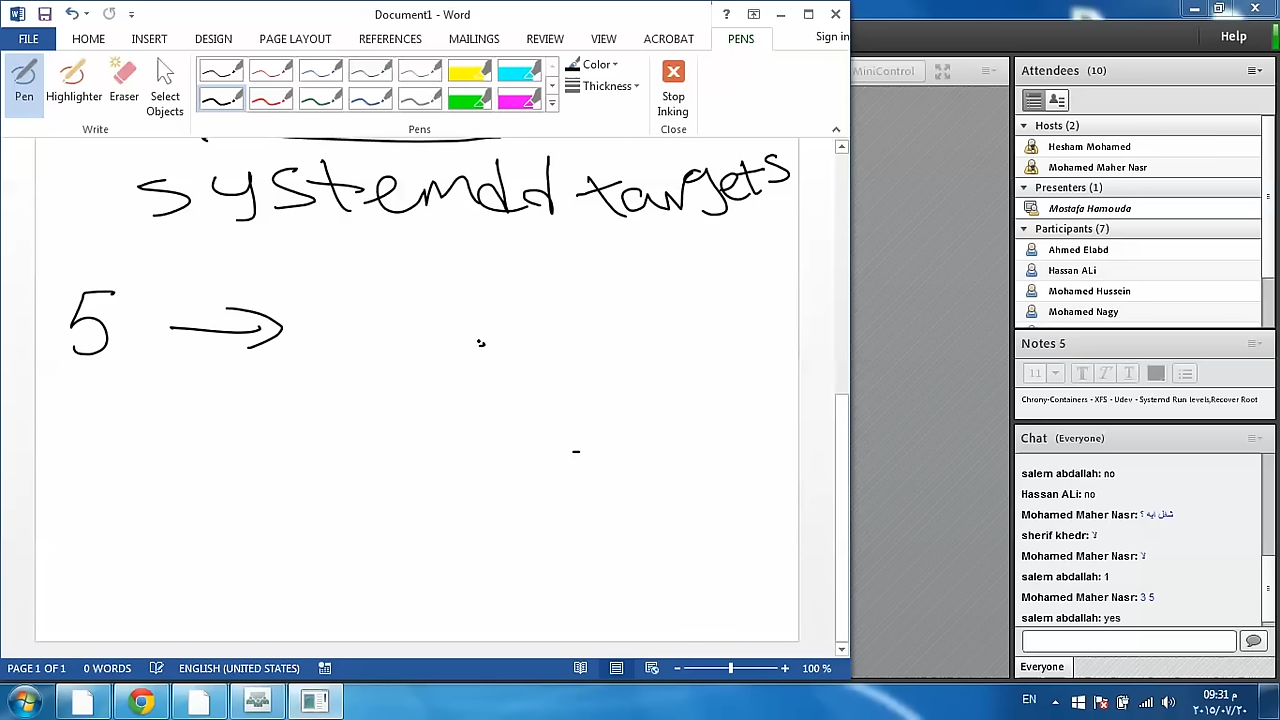 Document1 - Word
?
FILE
HOME
INSERT
DESIGN
PAGE LAYOUT
REFERENCES
MAILINGS
REVIEW
VIEW
ACROBAT
PENS
Sign in
Pen
Highlighter
Eraser
Select Objects
Color
Thickness
Stop Inking
Write
Pens
Close
systemdd targets
5 →
PAGE 1 OF 1
0 WORDS
ENGLISH (UNITED STATES)
100 %
Help
MiniControl
Attendees (10)
Hosts (2)
Hesham Mohamed
Mohamed Maher Nasr
Presenters (1)
Mostafa Hamouda
Participants (7)
Ahmed Elabd
Hassan ALi
Mohamed Hussein
Mohamed Nagy
Notes 5
11
Chrony-Containers - XFS - Udev - Systemd Run levels,Recover Root
Chat (Everyone)
salem abdallah: no
Hassan ALi: no
Mohamed Maher Nasr: شغل ايه ؟
sherif khedr: لا
Mohamed Maher Nasr: لا
salem abdallah: 1
Mohamed Maher Nasr: 3 5
salem abdallah: yes
Everyone
EN
09:31 م
٢٠١٥/٠٧/٢٠